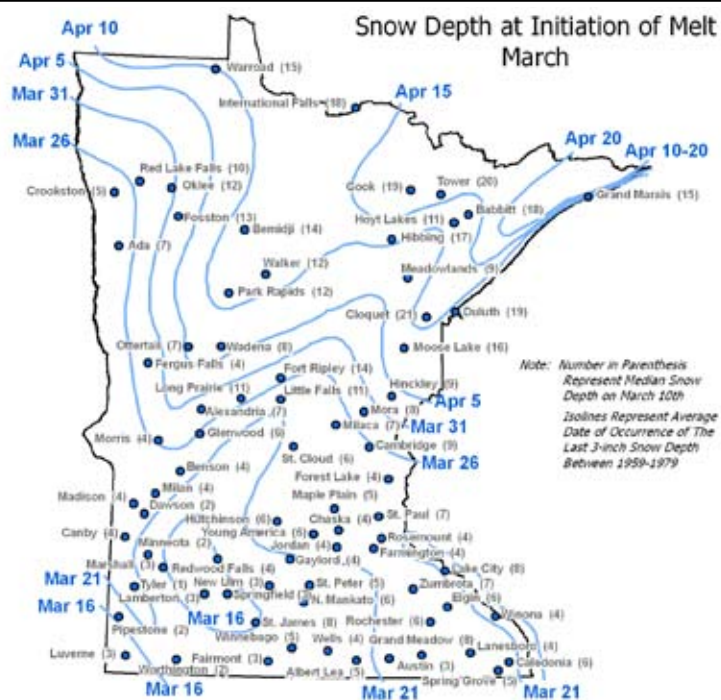 Snow Depth at Initiation of Melt
March
Apr 10
Apr 5
Mar 31
Mar 26
Warroad (15)
International Falls (18)
Apr 15
Apr 20
Apr 10-20
Red Lake Falls (10)
Crookston (5)
Oklee (12)
Cook (19)
Tower (20)
Grand Marais (15)
Fosston (13)
Babbitt (18)
Hoyt Lakes (11)
Bemidji (14)
Hibbing (17)
Ada (7)
Walker (12)
Meadowlands (9)
Park Rapids (12)
Cloquet (21)
Duluth (19)
Ottertail (7)
Wadena (8)
Moose Lake (16)
Fergus Falls (4)
Fort Ripley (14)
Long Prairie (11)
Little Falls (11)
Hinckley (9)
Apr 5
Alexandria (7)
Mora (8)
Mar 31
Milaca (7)
Morris (4)
Glenwood (6)
Cambridge (9)
Mar 26
St. Cloud (6)
Benson (4)
Forest Lake (4)
Milan (4)
Maple Plain (5)
Madison (4)
Dawson (2)
Hutchinson (6)
Chaska (4)
St. Paul (7)
Canby (4)
Young America (6)
Rosemount (4)
Minneota (2)
Jordan (4)
Farmington (4)
Marshall (3)
Redwood Falls (4)
Gaylord (4)
Lake City (8)
Mar 21
Tyler (1)
New Ulm (3)
St. Peter (5)
Zumbrota (7)
Lamberton (3)
Springfield (3)
N. Mankato (6)
Elgin (6)
Mar 16
Mar 16
St. James (8)
Rochester (6)
Winona (4)
Pipestone (2)
Winnebago (5)
Wells (4)
Grand Meadow (8)
Lanesboro (4)
Luverne (3)
Worthington (2)
Fairmont (3)
Albert Lea (5)
Austin (3)
Caledonia (6)
Spring Grove (5)
Mar 16
Mar 21
Mar 21
Note: Number in Parenthesis
Represent Median Snow
Depth on March 10th
Isolines Represent Average
Date of Occurrence of The
Last 3-inch Snow Depth
Between 1959-1979